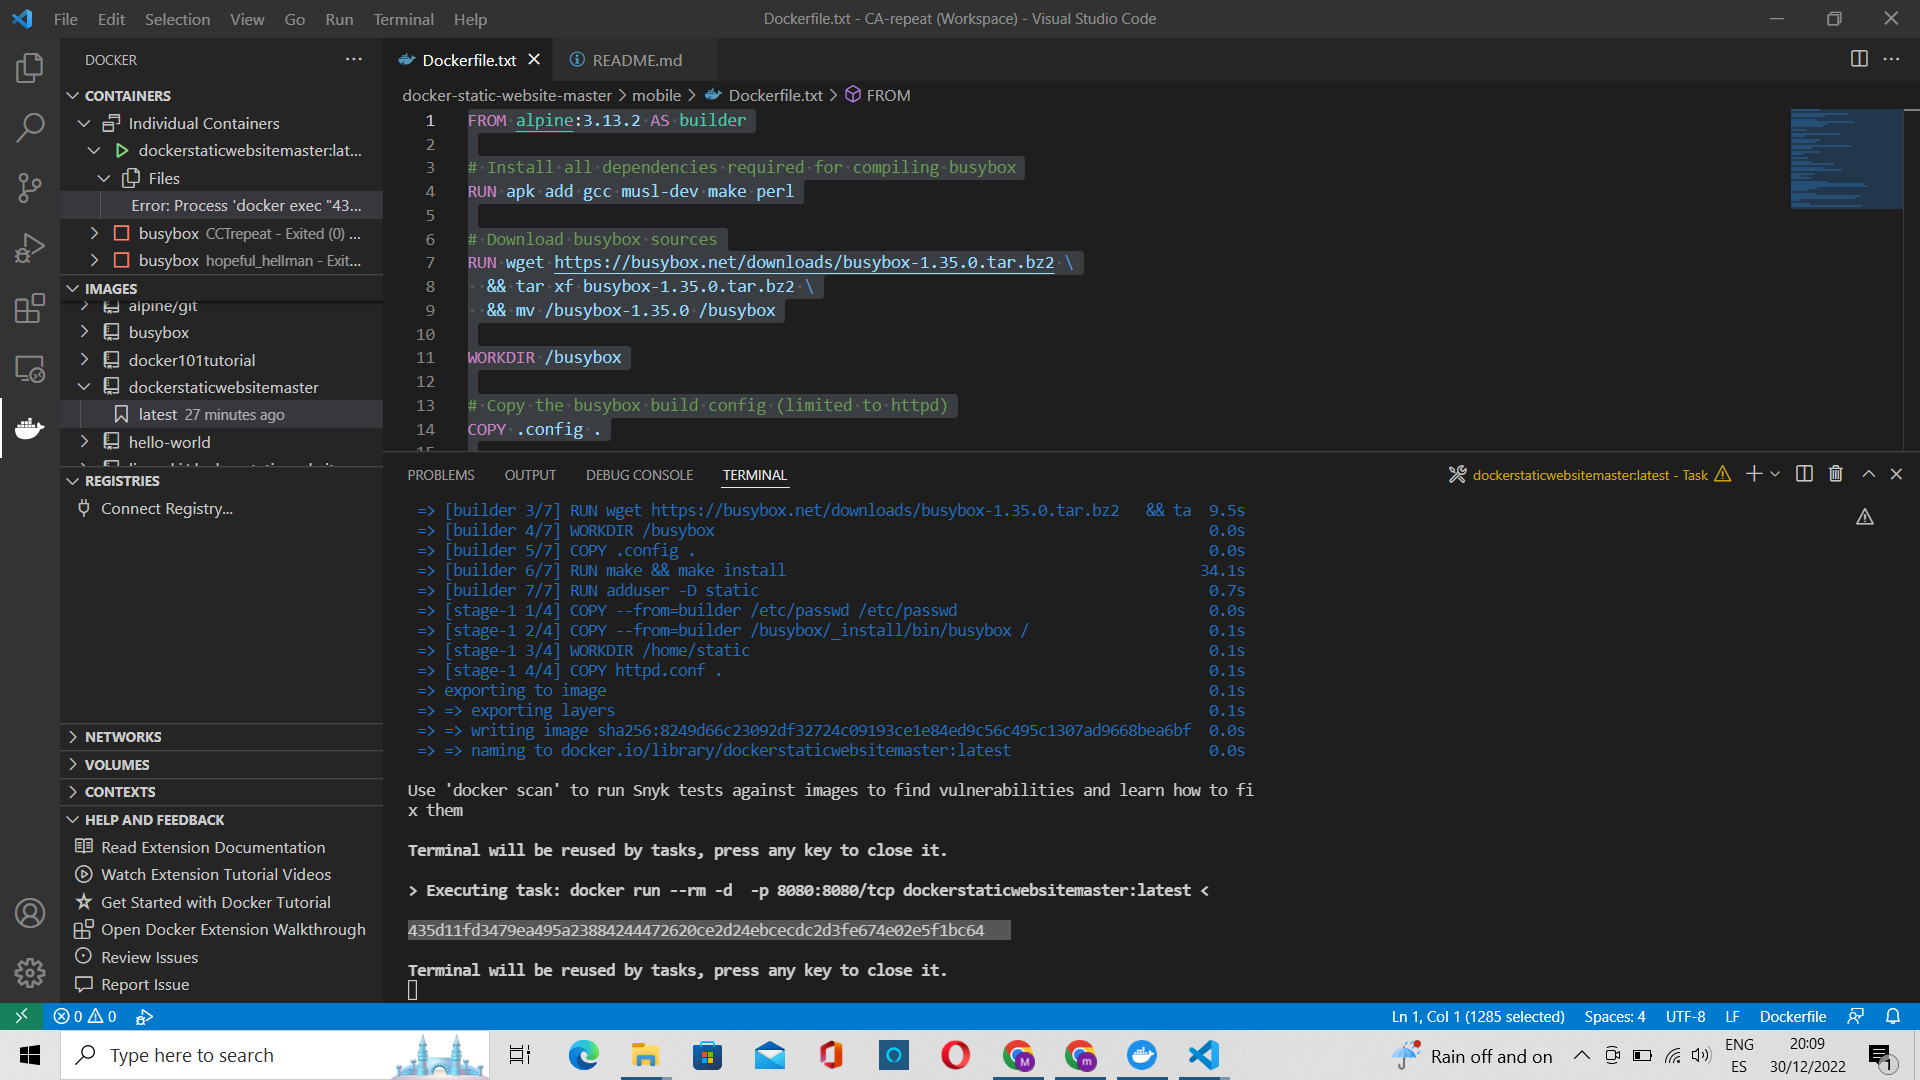 File Edit Selection View Go Run Terminal Help
Dockerfile.txt - CA-repeat (Workspace) - Visual Studio Code
DOCKER
CONTAINERS
Individual Containers
dockerstaticwebsitemaster:lat...
Files
Error: Process 'docker exec "43...
busybox CCTrepeat - Exited (0) ...
busybox hopeful_hellman - Exit...
IMAGES
alpine/git
busybox
docker101tutorial
dockerstaticwebsitemaster
latest 27 minutes ago
hello-world
REGISTRIES
Connect Registry...
NETWORKS
VOLUMES
CONTEXTS
HELP AND FEEDBACK
Read Extension Documentation
Watch Extension Tutorial Videos
Get Started with Docker Tutorial
Open Docker Extension Walkthrough
Review Issues
Report Issue
Dockerfile.txt README.md
docker-static-website-master > mobile > Dockerfile.txt > FROM
1 FROM alpine:3.13.2 AS builder
2
3 # Install all dependencies required for compiling busybox
4 RUN apk add gcc musl-dev make perl
5
6 # Download busybox sources
7 RUN wget https://busybox.net/downloads/busybox-1.35.0.tar.bz2 \
8 && tar xf busybox-1.35.0.tar.bz2 \
9 && mv /busybox-1.35.0 /busybox
10
11 WORKDIR /busybox
12
13 # Copy the busybox build config (limited to httpd)
14 COPY .config .
PROBLEMS OUTPUT DEBUG CONSOLE TERMINAL
dockerstaticwebsitemaster:latest - Task
=> [builder 3/7] RUN wget https://busybox.net/downloads/busybox-1.35.0.tar.bz2 && ta 9.5s
=> [builder 4/7] WORKDIR /busybox 0.0s
=> [builder 5/7] COPY .config . 0.0s
=> [builder 6/7] RUN make && make install 34.1s
=> [builder 7/7] RUN adduser -D static 0.7s
=> [stage-1 1/4] COPY --from=builder /etc/passwd /etc/passwd 0.0s
=> [stage-1 2/4] COPY --from=builder /busybox/_install/bin/busybox / 0.1s
=> [stage-1 3/4] WORKDIR /home/static 0.1s
=> [stage-1 4/4] COPY httpd.conf . 0.1s
=> exporting to image 0.1s
=> => exporting layers 0.1s
=> => writing image sha256:8249d66c23092df32724c09193ce1e84ed9c56c495c1307ad9668bea6bf 0.0s
=> => naming to docker.io/library/dockerstaticwebsitemaster:latest 0.0s
Use 'docker scan' to run Snyk tests against images to find vulnerabilities and learn how to fi
x them
Terminal will be reused by tasks, press any key to close it.
> Executing task: docker run --rm -d -p 8080:8080/tcp dockerstaticwebsitemaster:latest <
435d11fd3479ea495a23884244472620ce2d24ebcecdc2d3fe674e02e5f1bc64
Terminal will be reused by tasks, press any key to close it.
0 0
Ln 1, Col 1 (1285 selected) Spaces: 4 UTF-8 LF Dockerfile
Type here to search
Rain off and on
ENG
ES
20:09
30/12/2022
1